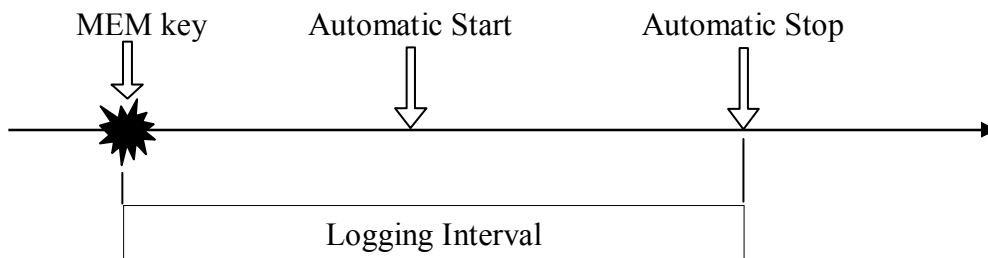 MEM key
Automatic Start
Automatic Stop
Logging Interval